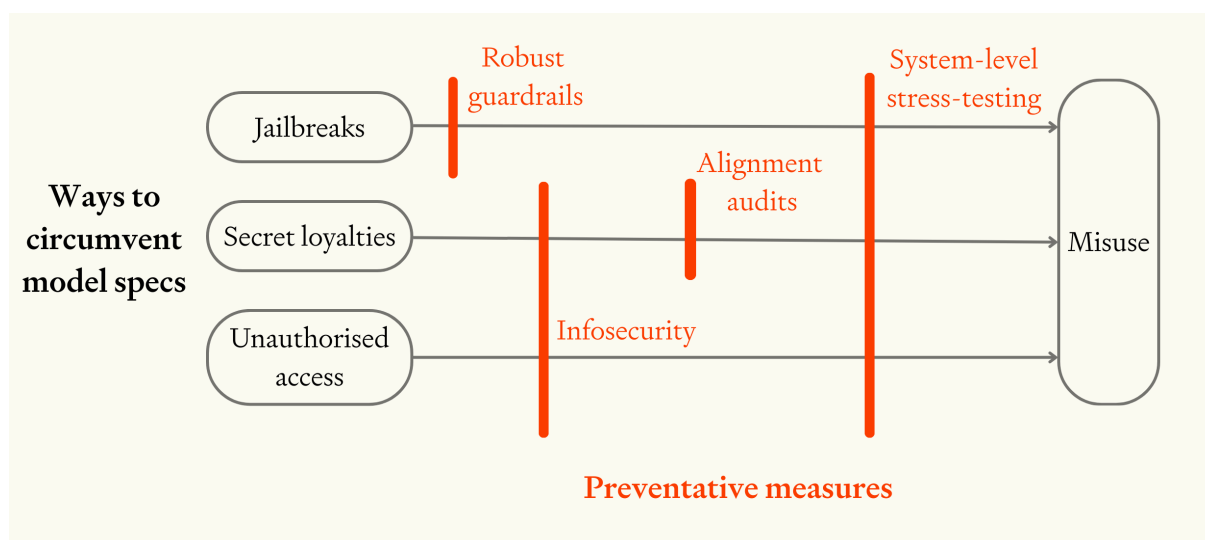 Robust
guardrails
System-level
stress-testing
Jailbreaks
Alignment
audits
Ways to
circumvent
model specs
Secret loyalties
Misuse
Unauthorised
access
Infosecurity
Preventative measures